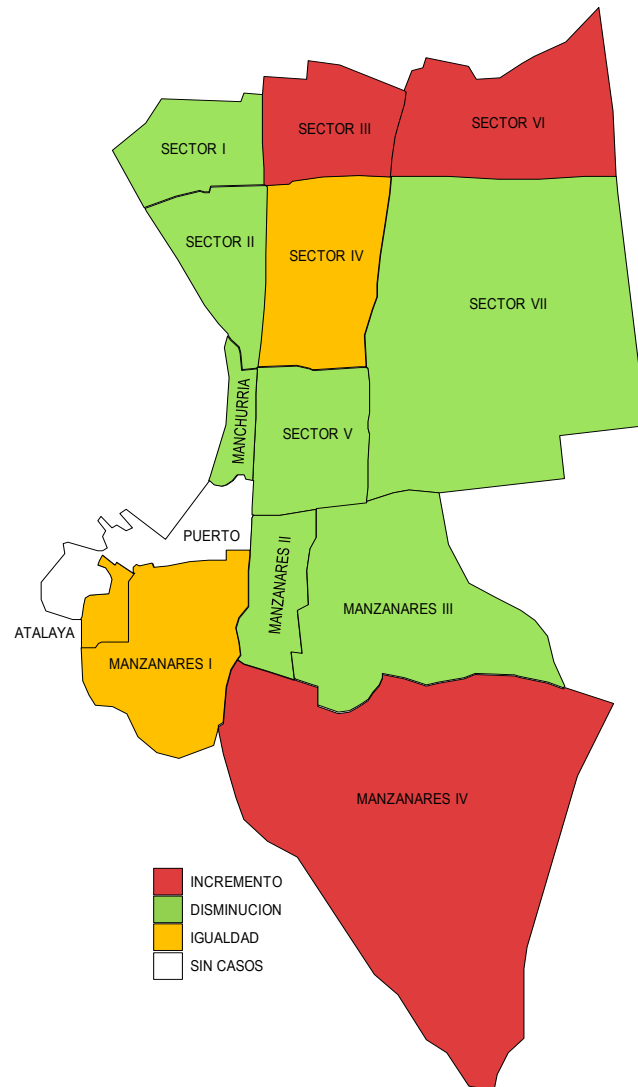 SECTOR VI
SECTOR III
SECTOR I
SECTOR II
SECTOR IV
SECTOR VII
MANCHURRIA
SECTOR V
PUERTO
MANZANARES II
MANZANARES III
ATALAYA
MANZANARES I
MANZANARES IV
INCREMENTO
DISMINUCION
IGUALDAD
SIN CASOS